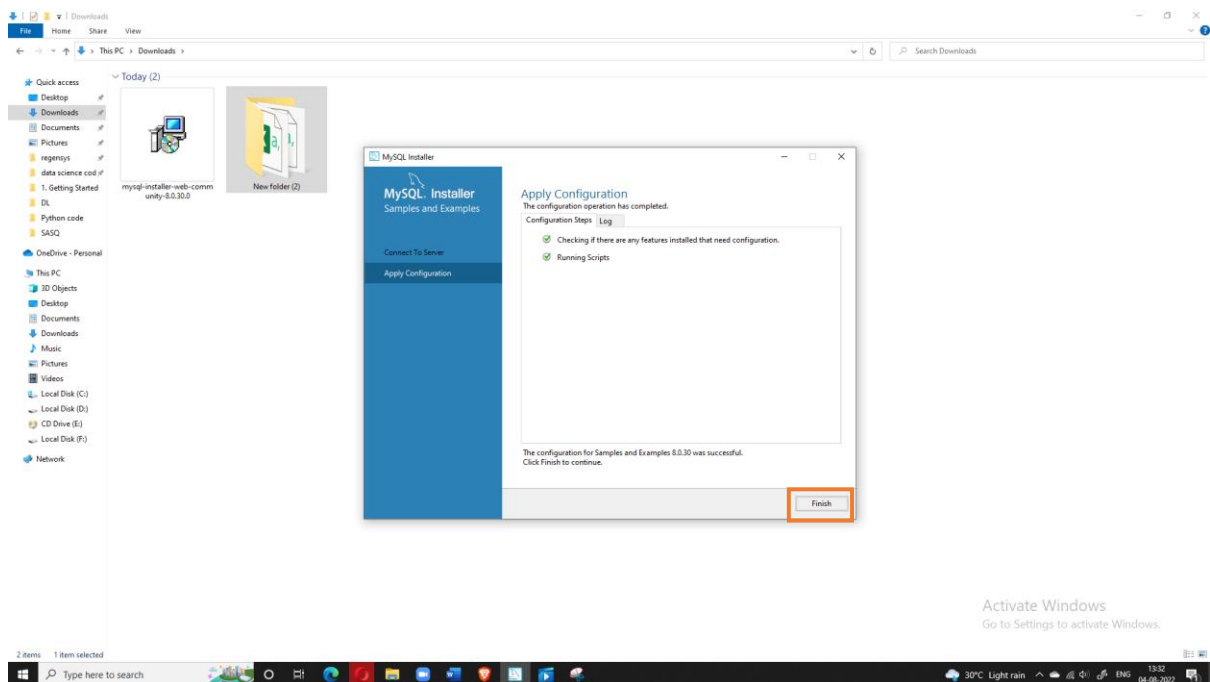 Downloads
File Home Share View
This PC > Downloads >
Search Downloads
Quick access
Desktop
Downloads
Documents
Pictures
regensys
data science cod
1. Getting Started
DL
Python code
SASQ
OneDrive - Personal
This PC
3D Objects
Desktop
Documents
Downloads
Music
Pictures
Videos
Local Disk (C:)
Local Disk (D:)
CD Drive (E:)
Local Disk (F:)
Network
Today (2)
mysql-installer-web-comm
unity-8.0.30.0
New folder (2)
MySQL Installer
MySQL. Installer
Samples and Examples
Connect To Server
Apply Configuration
Apply Configuration
The configuration operation has completed.
Configuration Steps Log
Checking if there are any features installed that need configuration.
Running Scripts
The configuration for Samples and Examples 8.0.30 was successful.
Click Finish to continue.
Finish
Activate Windows
Go to Settings to activate Windows.
2 items 1 item selected
Type here to search
30°C Light rain
ENG
13:32
04-08-2022